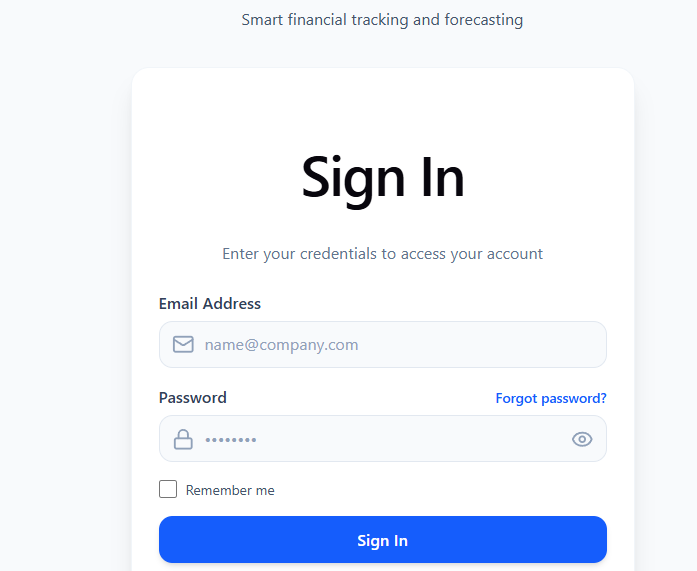 Smart financial tracking and forecasting
Sign In
Enter your credentials to access your account
Email Address
name@company.com
Password Forgot password?
••••••••
Remember me
Sign In